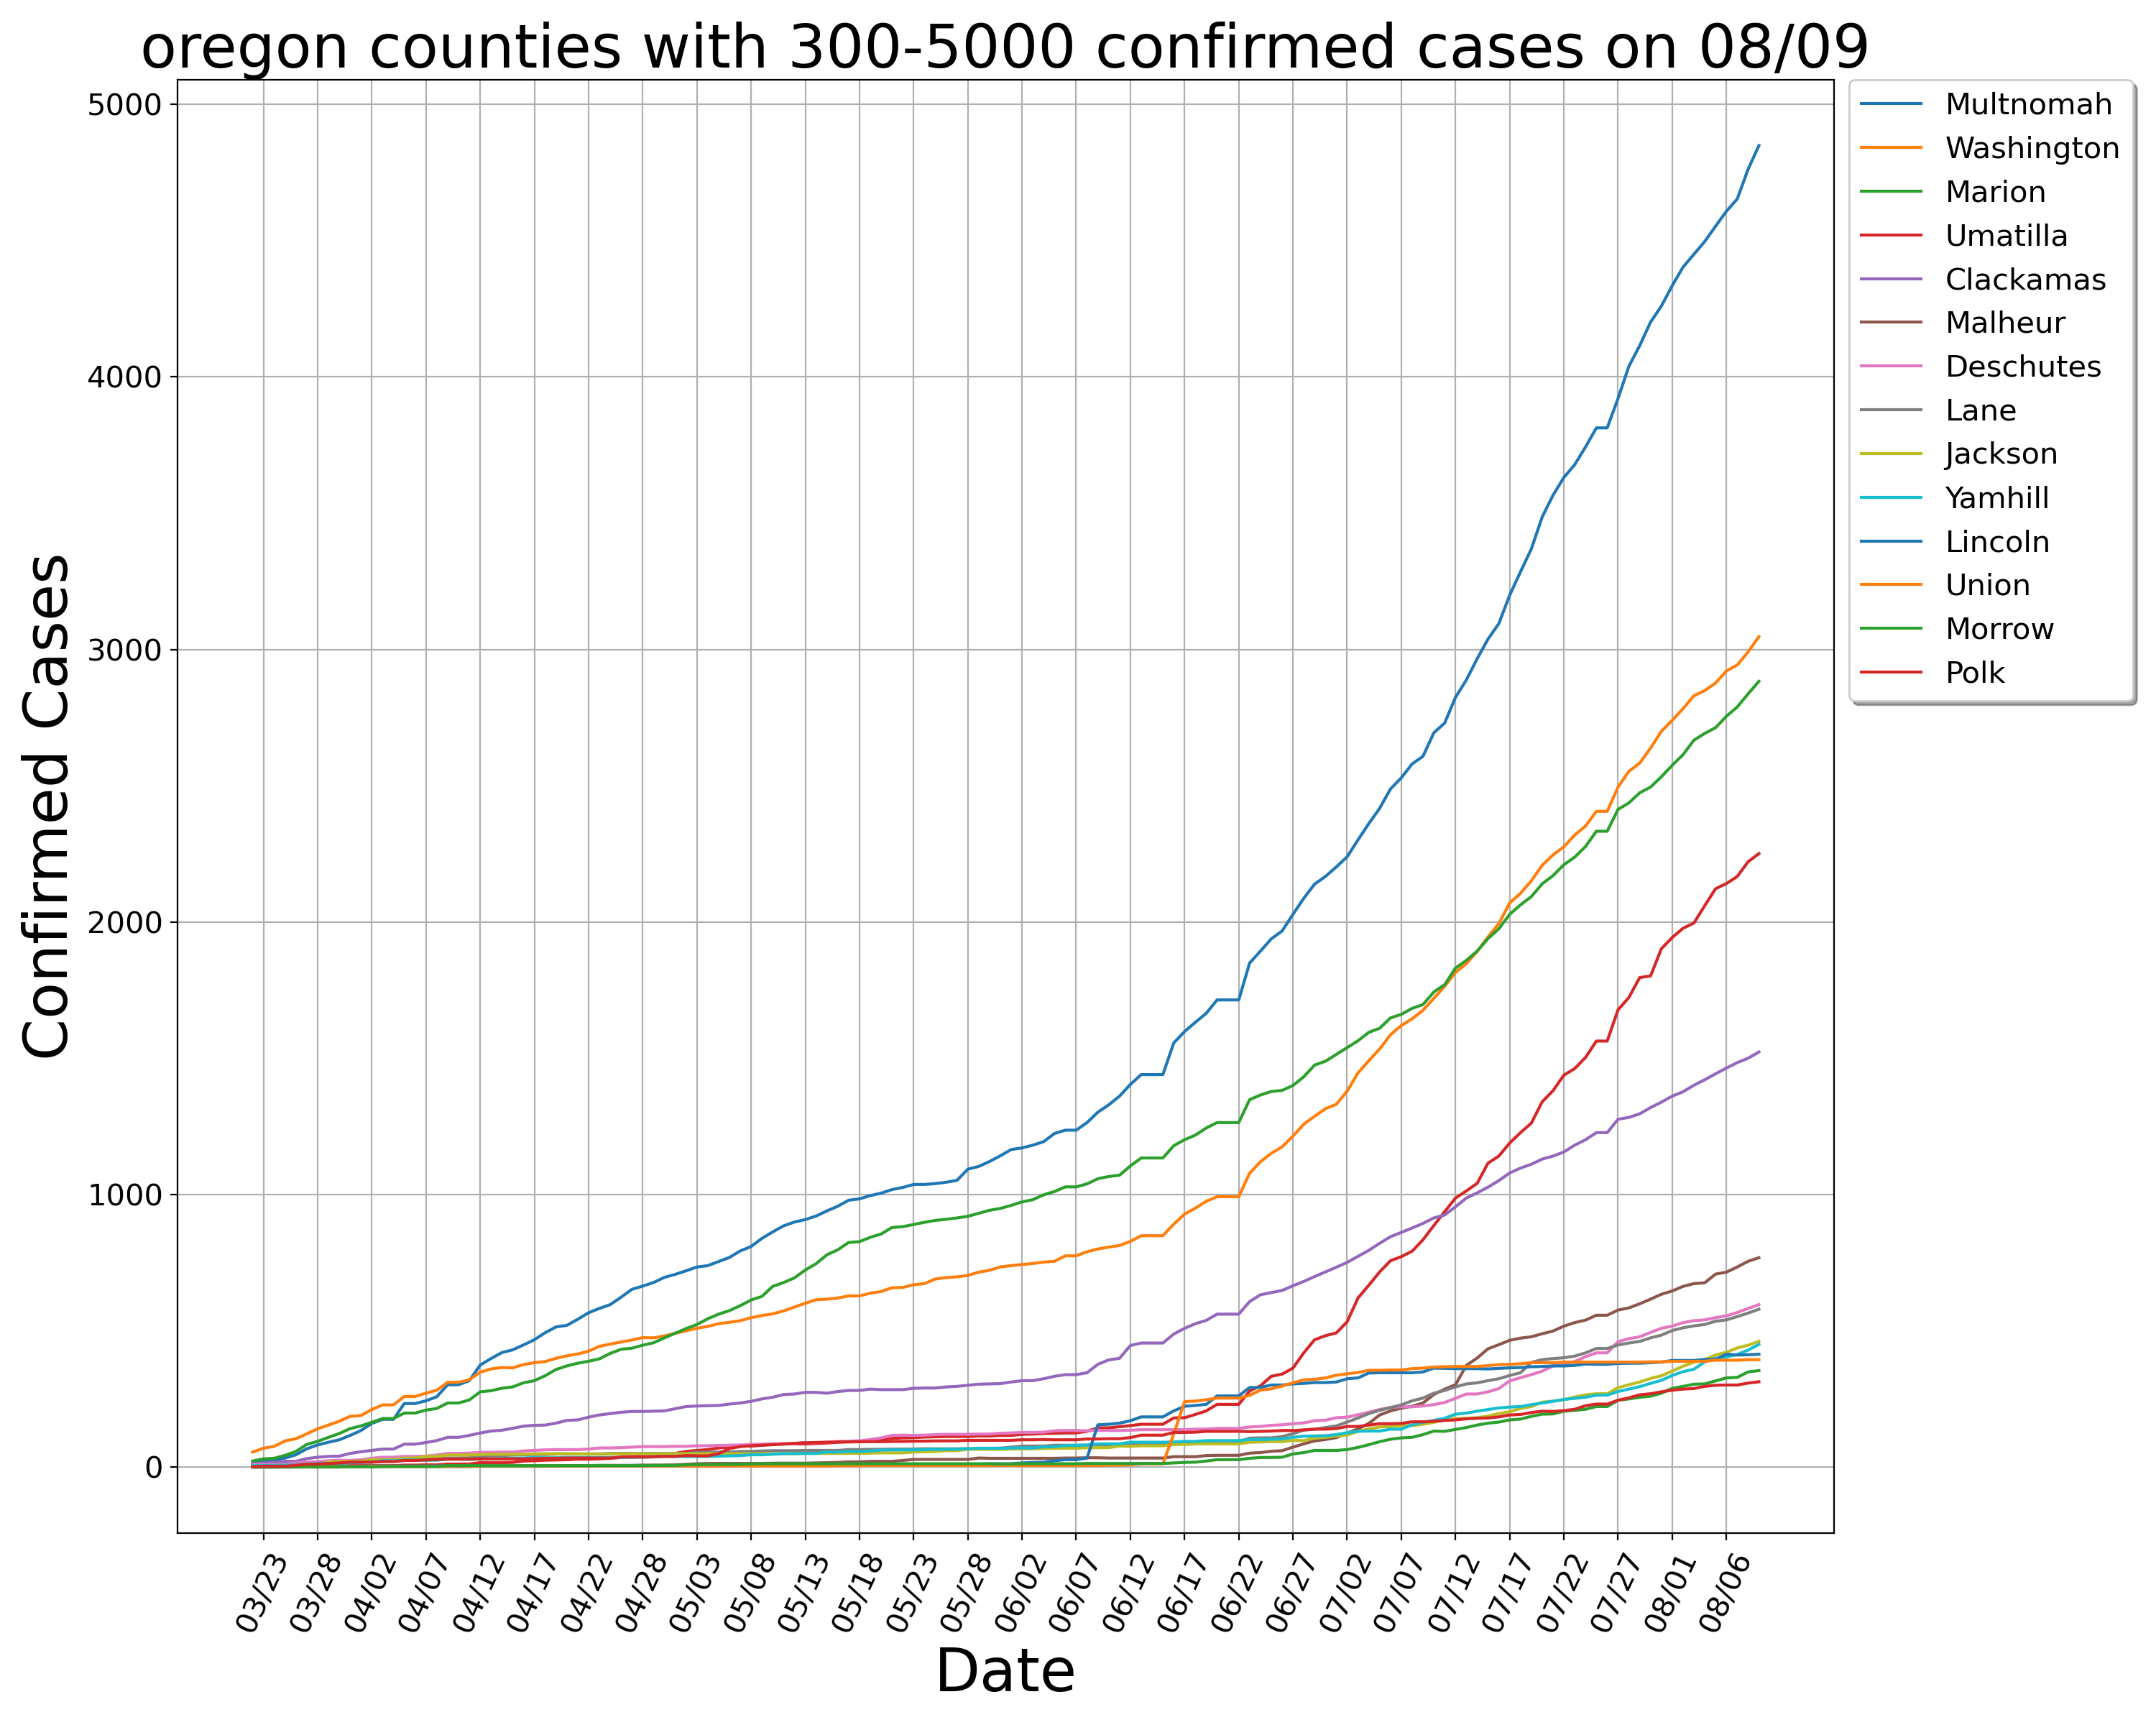 oregon counties with 300-5000 confirmed cases on 08/09
Confirmed Cases
5000
4000
3000
2000
1000
0
03/23
03/28
04/02
04/07
04/12
04/17
04/22
04/28
05/03
05/08
05/13
05/18
05/23
05/28
06/02
06/07
06/12
06/17
06/22
06/27
07/02
07/07
07/12
07/17
07/22
07/27
08/01
08/06
Date
Multnomah
Washington
Marion
Umatilla
Clackamas
Malheur
Deschutes
Lane
Jackson
Yamhill
Lincoln
Union
Morrow
Polk